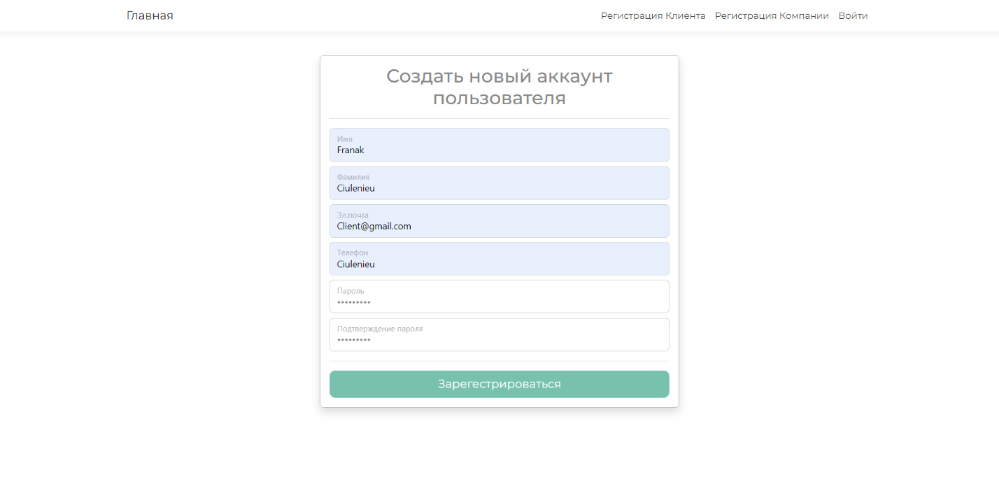 Главная
Регистрация Клиента Регистрация Компании Войти
Создать новый аккаунт
пользователя
Имя
Franak
Фамилия
Ciulenieu
Эл.почта
Client@gmail.com
Телефон
Ciulenieu
Пароль
•••••••••
Подтверждение пароля
•••••••••
Зарегестрироваться